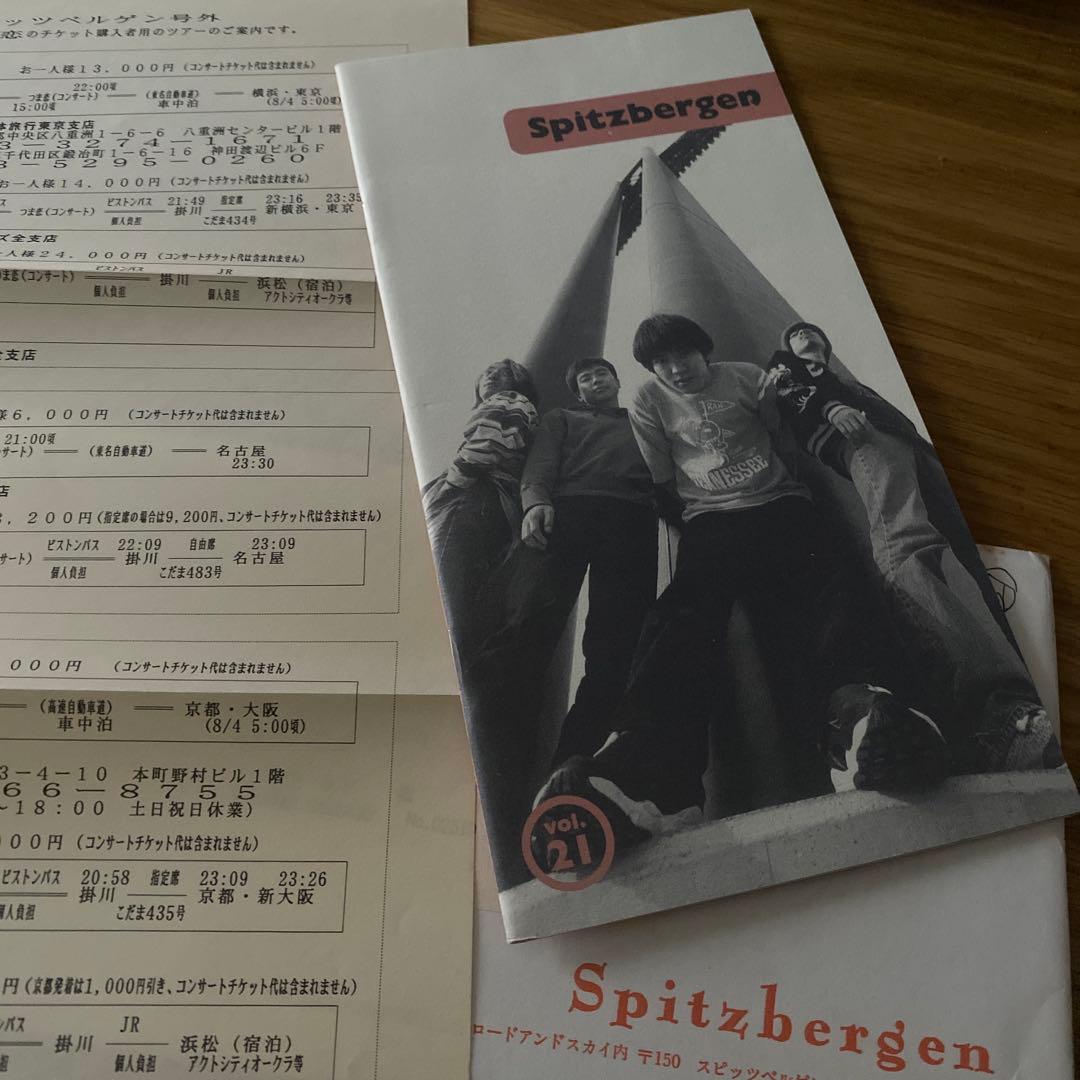 ッツベルゲン号外
恋のチケット購入者用のツアーのご案内です。
お一人様13.000円 (コンサートチケット代は含まれません)
22:00頃
つま恋(コンサート) (東名自動車道) 横浜・東京
15:00頃 車中泊 (8/4 5:00頃)
旅行東京支店
中央区八重洲1-6-6 八重洲センタービル1階
3-3274-1671
千代田区鍛冶町1-6-16 神田渡辺ビル6F
3-5295-0260
お一人様14.000円 (コンサートチケット代は含まれません)
ピストンバス 21:49 指定席 23:16 23:35
つま恋(コンサート) 掛川 新横浜・東京
個人負担 こだま434号
ズ全支店
一人様24.000円 (コンサートチケット代は含まれません)
ピストンバス JR
つま恋(コンサート) 掛川 浜松(宿泊)
個人負担 個人負担 アクトシティオークラ等
全支店
様6.000円 (コンサートチケット代は含まれません)
21:00頃
サート) (東名自動車道) 名古屋
23:30
店
8,200円(指定席の場合は9,200円、コンサートチケット代は含まれません)
ピストンバス 22:09 自由席 23:09
サート) 掛川 名古屋
個人負担 こだま483号
000円 (コンサートチケット代は含まれません)
(高速自動車道) 京都・大阪
車中泊 (8/4 5:00頃)
3-4-10 本町野村ビル1階
66-8755
~18:00 土日祝日休業)
00円 (コンサートチケット代は含まれません)
ピストンバス 20:58 指定席 23:09 23:26
掛川 京都・新大阪
個人負担 こだま435号
円(京都発着は1,000円引き、コンサートチケット代は含まれません)
ンバス JR
掛川 浜松(宿泊)
負担 個人負担 アクトシティオークラ等
Spitzbergen
NESSEE
vol.
21
Spitzbergen
ロードアンドスカイ内 〒150 スピッツベル